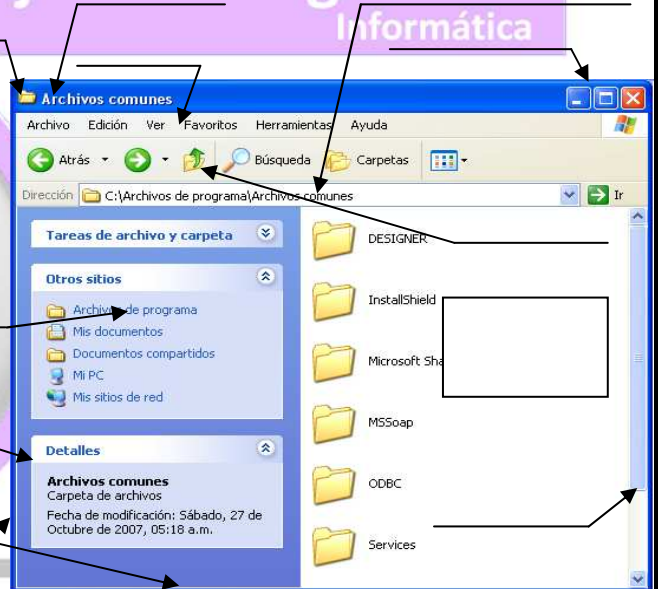 Informática
Archivos comunes
Archivo Edición Ver Favoritos Herramientas Ayuda
Atrás Búsqueda Carpetas
Dirección C:\Archivos de programa\Archivos comunes Ir
Tareas de archivo y carpeta
Otros sitios
Archivos de programa
Mis documentos
Documentos compartidos
Mi PC
Mis sitios de red
Detalles
Archivos comunes
Carpeta de archivos
Fecha de modificación: Sábado, 27 de
Octubre de 2007, 05:18 a.m.
DESIGNER
InstallShield
Microsoft Sha
MSSoap
ODBC
Services